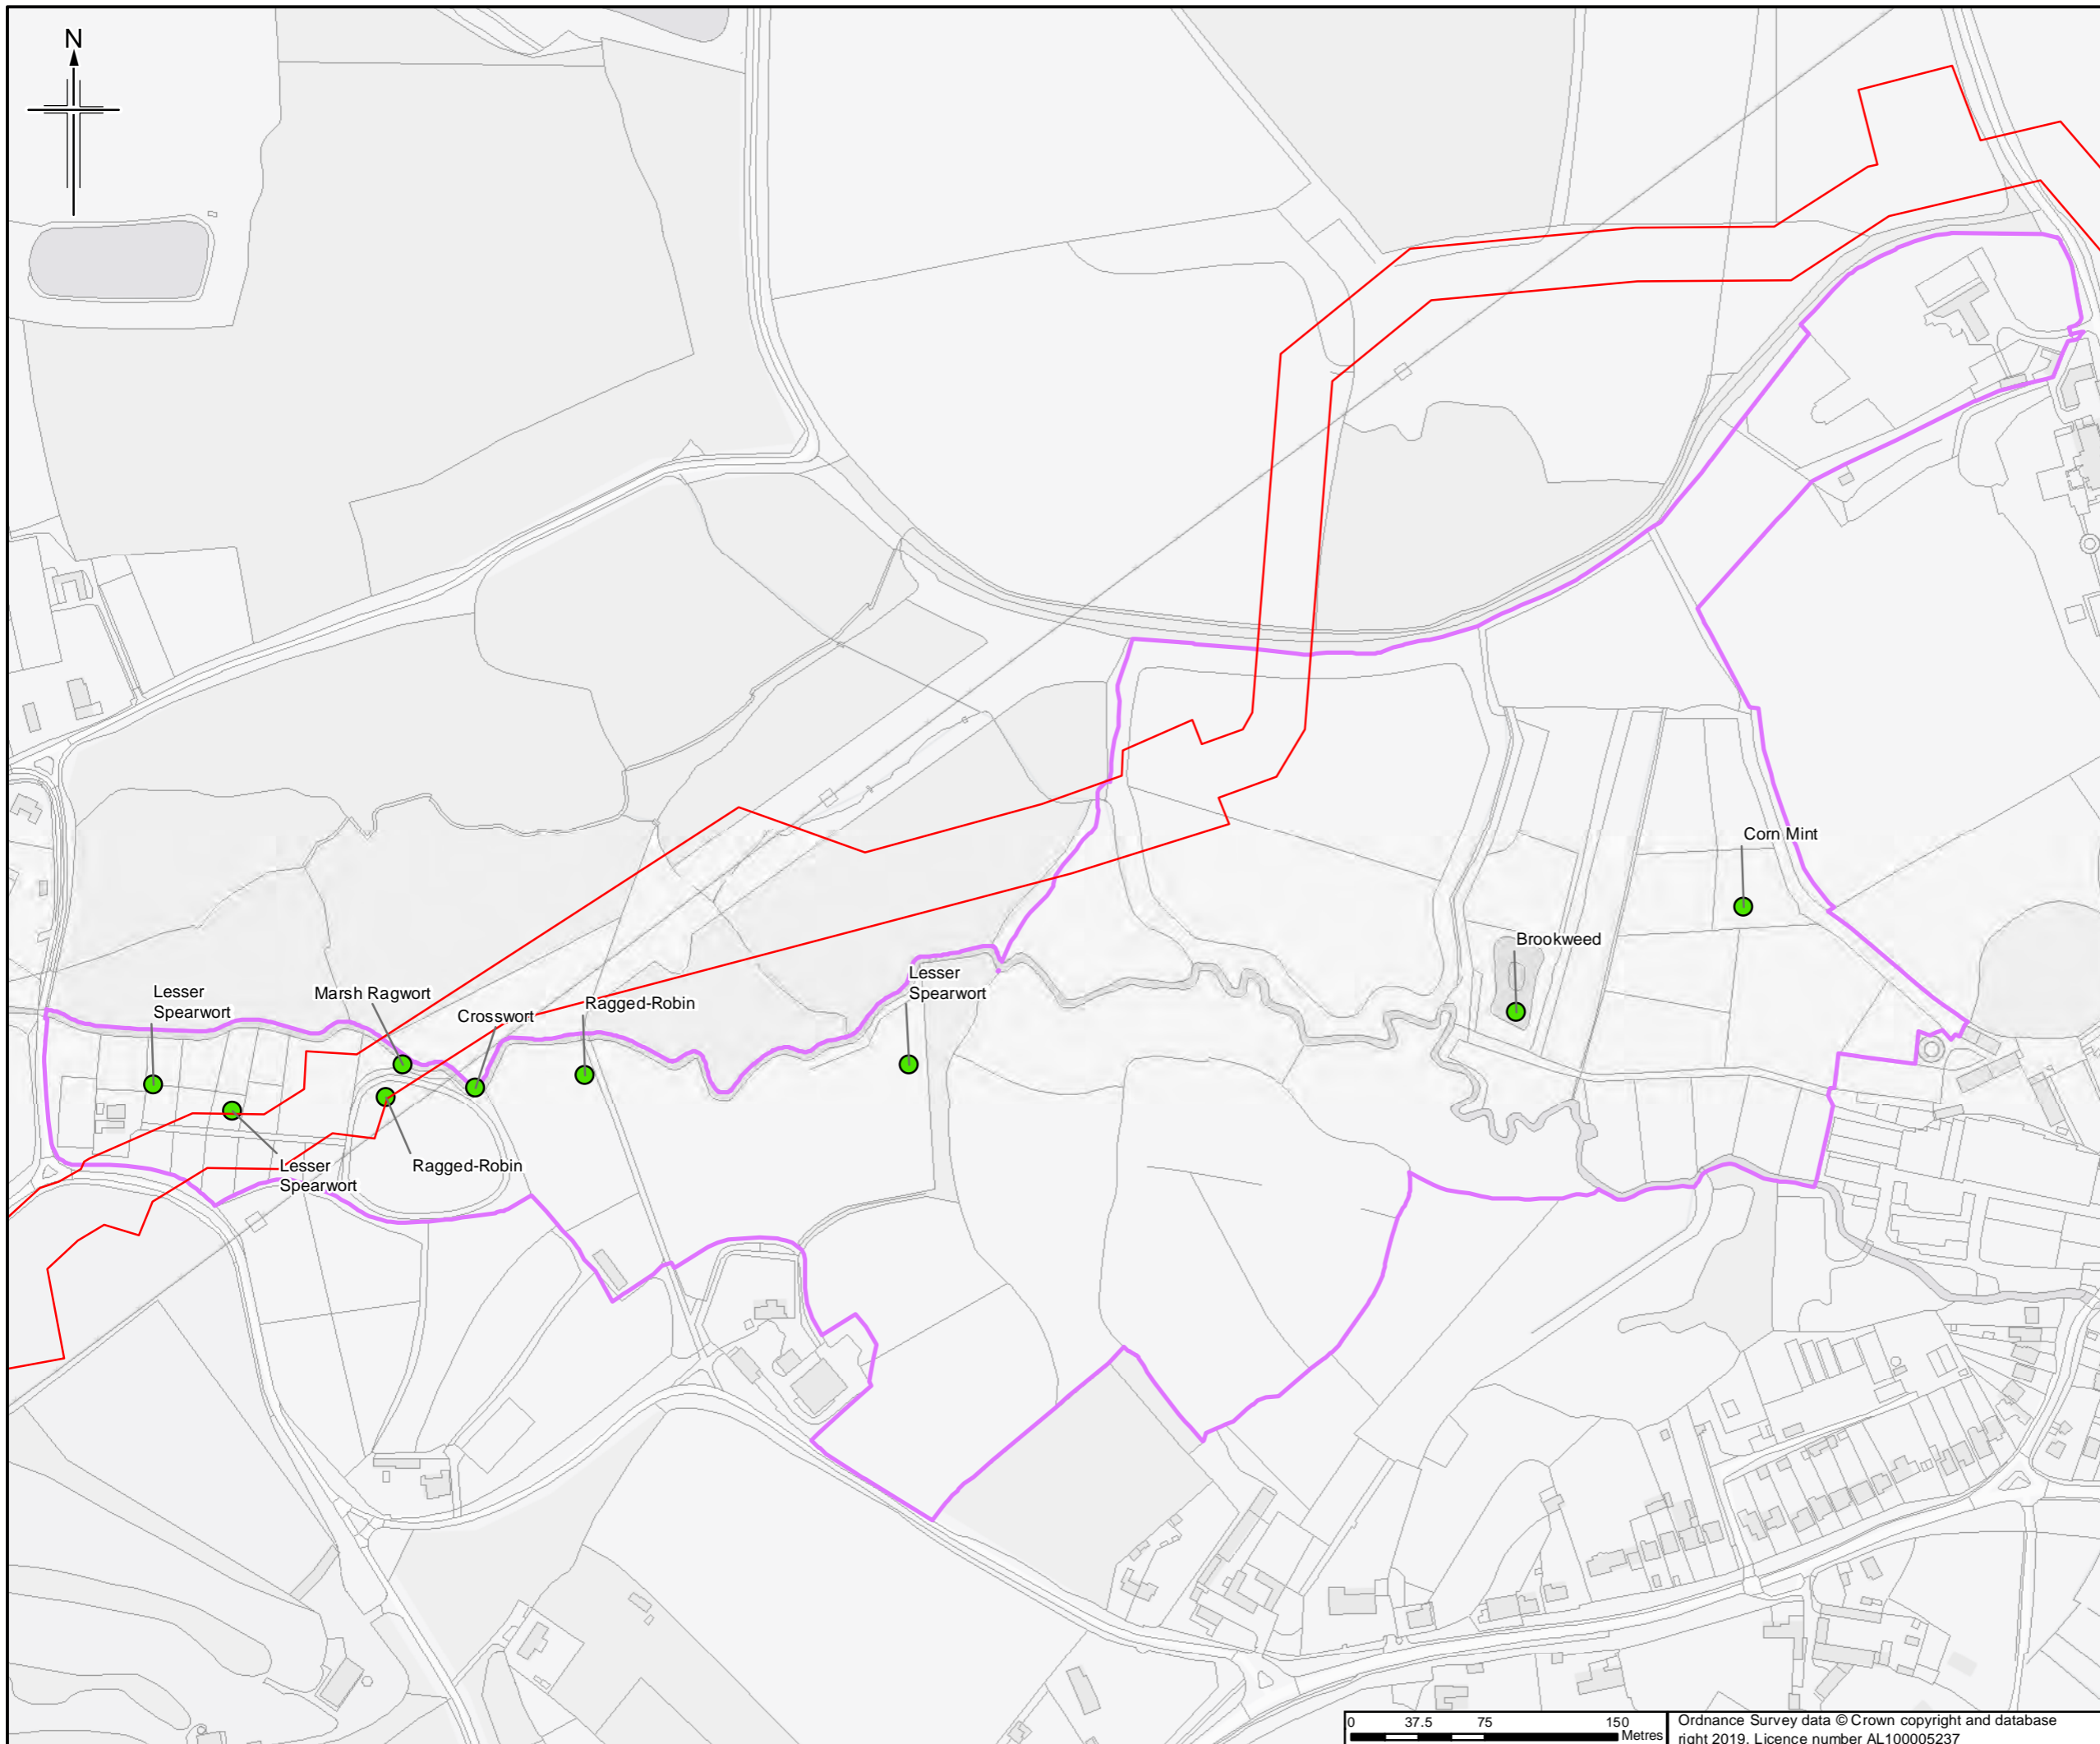 N
Corn Mint
Brookweed
Lesser
Spearwort
Marsh Ragwort
Lesser
Spearwort
Ragged-Robin
Crosswort
Lesser
Spearwort
Ragged-Robin
0 37.5 75 150
Metres
Ordnance Survey data © Crown copyright and database
right 2019. Licence number AL100005237